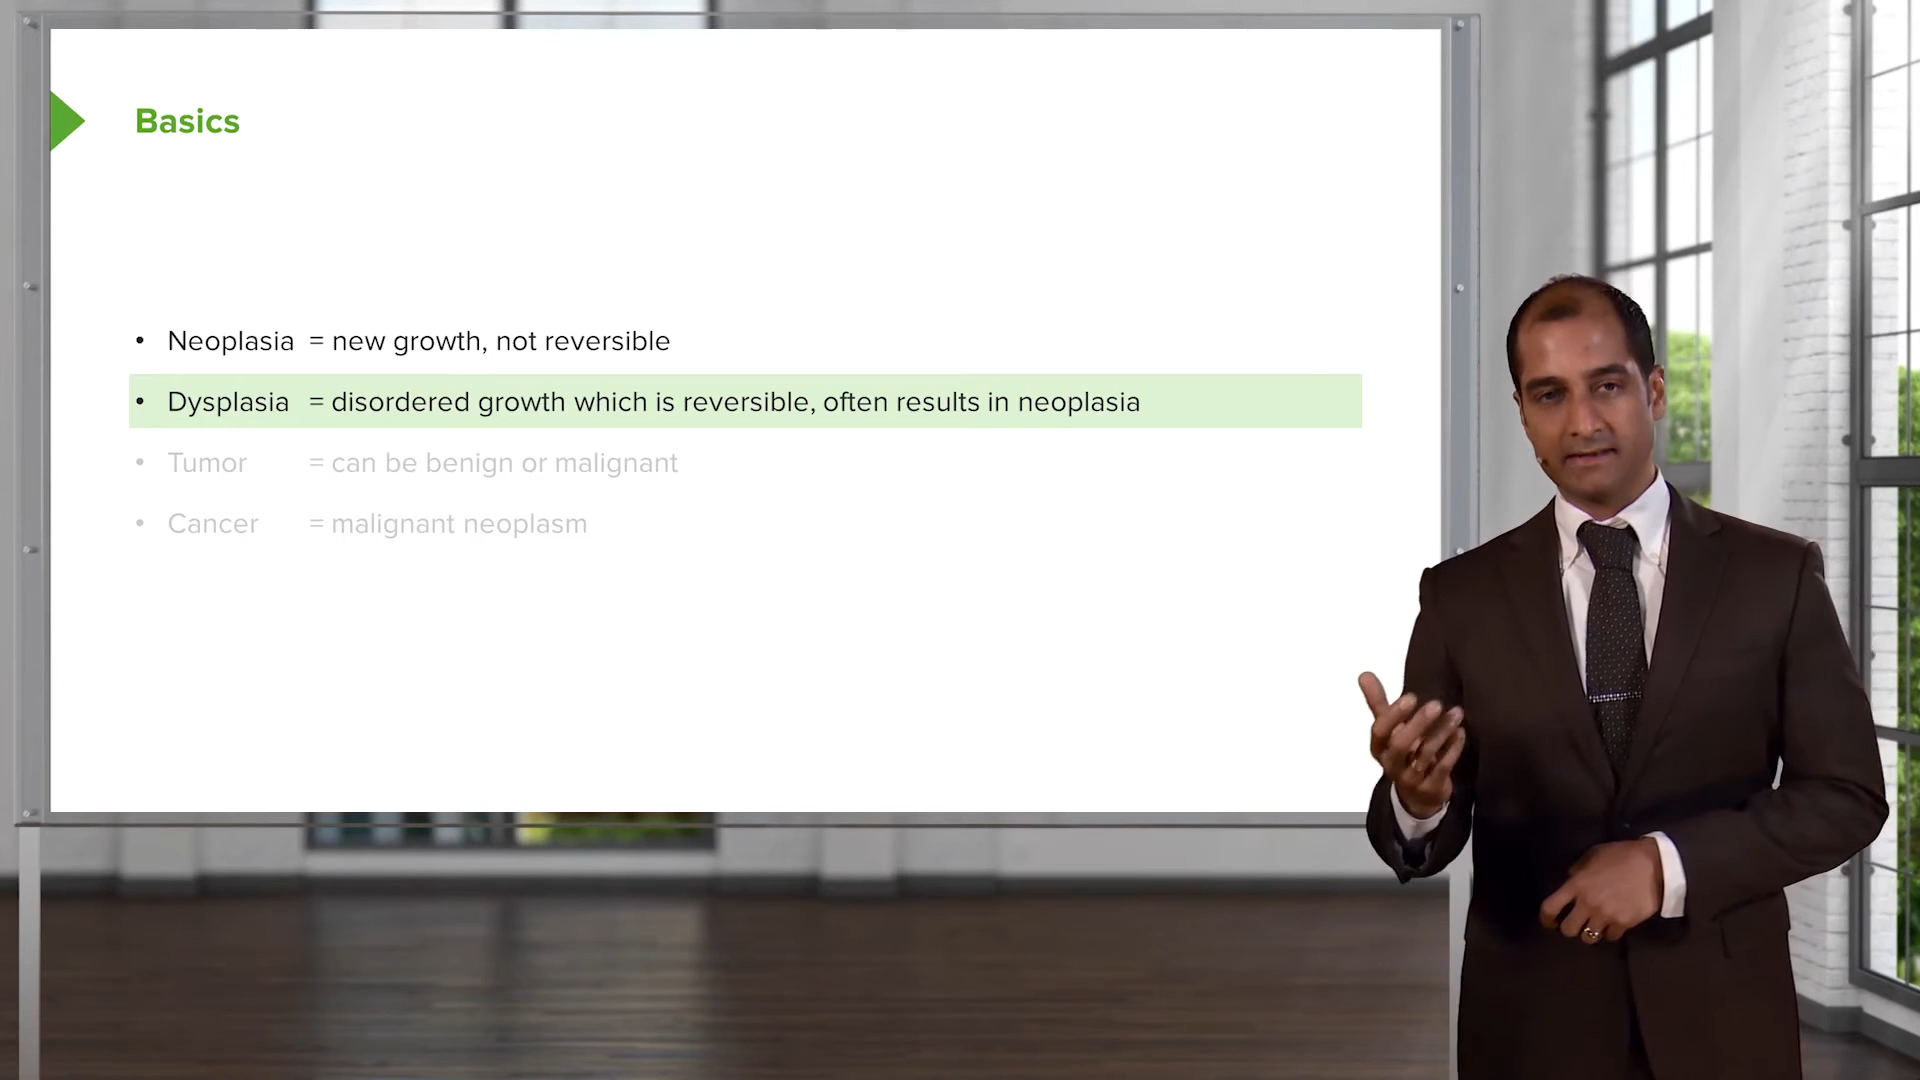 Basics
• Neoplasia = new growth, not reversible
• Dysplasia = disordered growth which is reversible, often results in neoplasia
• Tumor = can be benign or malignant
• Cancer = malignant neoplasm